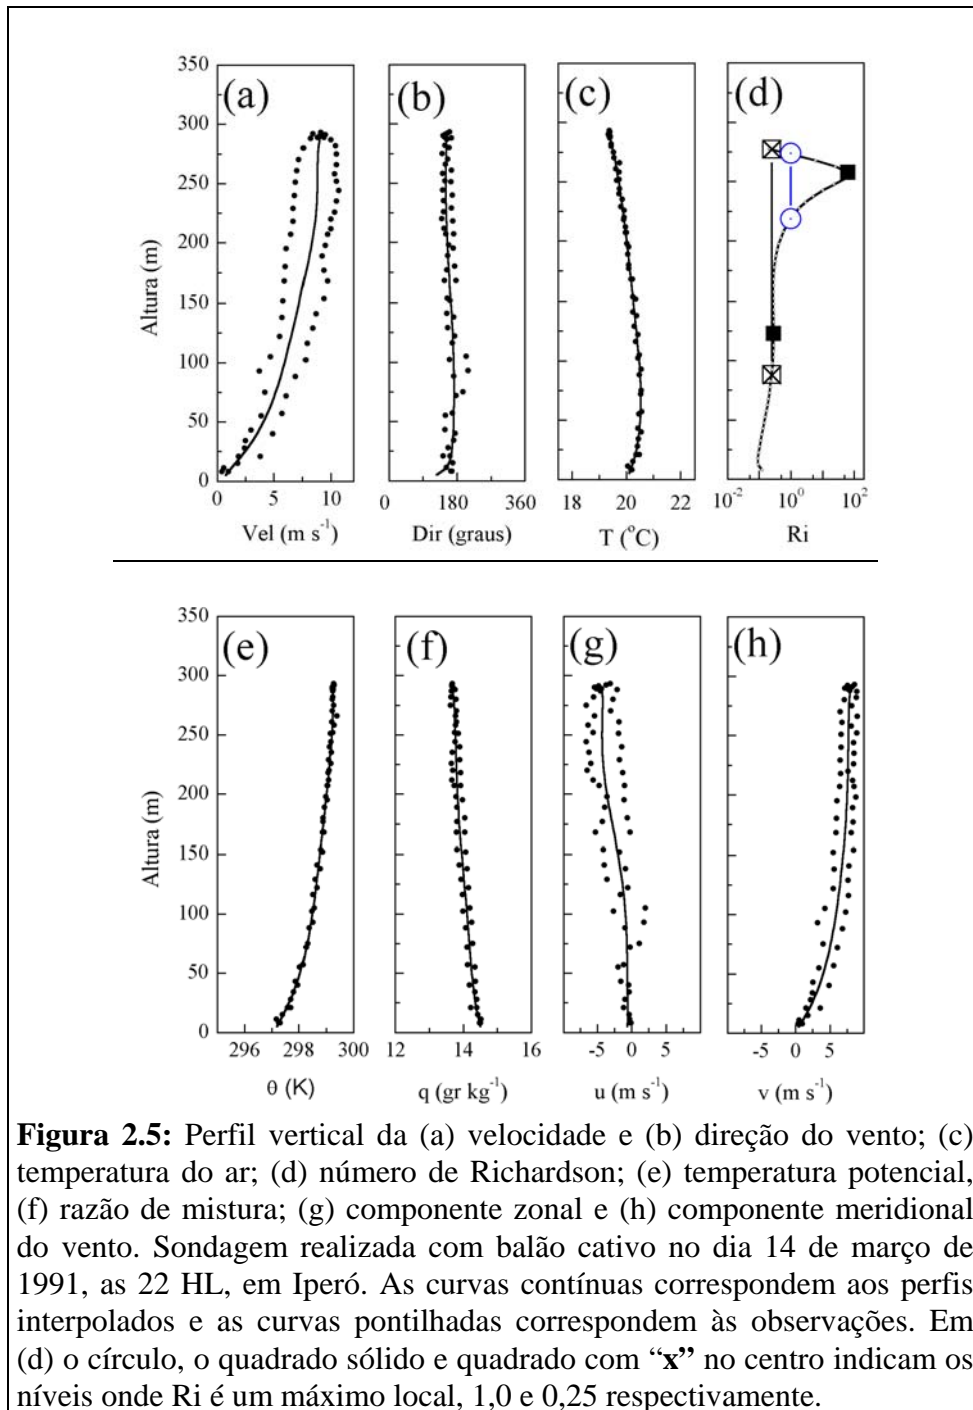 350
300
250
200
150
100
50
0
Altura (m)
(a)
(b)
(c)
(d)
0 5 10
0 180 360
18 20 22
10-2 100 102
Vel (m s-1)
Dir (graus)
T (oC)
Ri
350
300
250
200
150
100
50
0
Altura (m)
(e)
(f)
(g)
(h)
296 298 300
12 14 16
-5 0 5
-5 0 5
θ (K)
q (gr kg-1)
u (m s-1)
v (m s-1)
Figura 2.5: Perfil vertical da (a) velocidade e (b) direção do vento; (c)
temperatura do ar; (d) número de Richardson; (e) temperatura potencial,
(f) razão de mistura; (g) componente zonal e (h) componente meridional
do vento. Sondagem realizada com balão cativo no dia 14 de março de
1991, as 22 HL, em Iperó. As curvas contínuas correspondem aos perfis
interpolados e as curvas pontilhadas correspondem às observações. Em
(d) o círculo, o quadrado sólido e quadrado com “x” no centro indicam os
níveis onde Ri é um máximo local, 1,0 e 0,25 respectivamente.